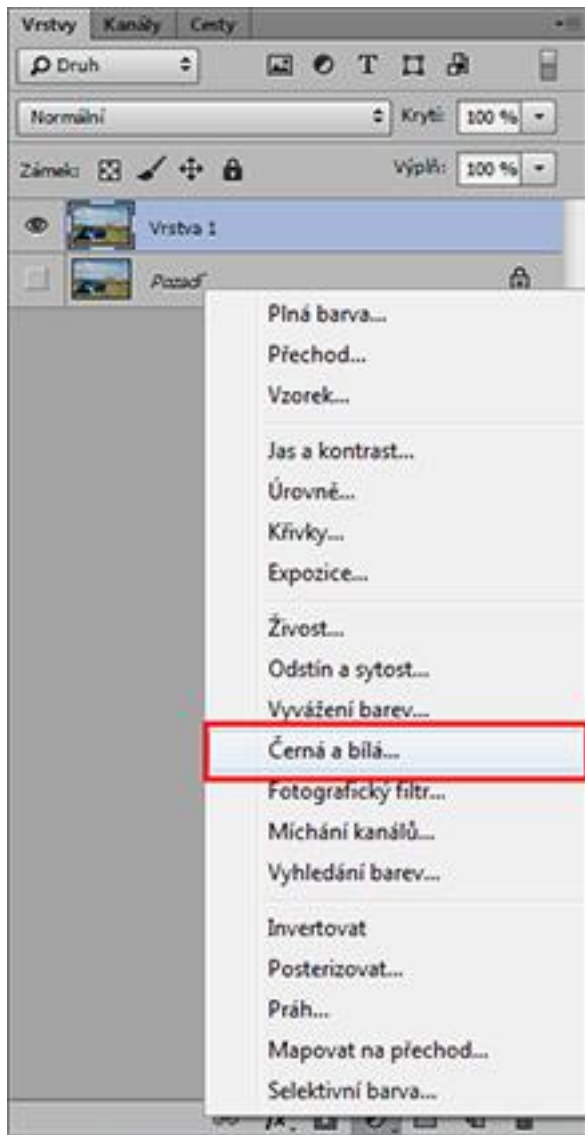 Vrstvy Kanály Cesty
Druh T
Normální Krytí: 100 %
Zámek: Výplň: 100 %
Vrstva 1
Pozadí
Plná barva...
Přechod...
Vzorek...
Jas a kontrast...
Úrovně...
Křivky...
Expozice...
Živost...
Odstín a sytost...
Vyvážení barev...
Černá a bílá...
Fotografický filtr...
Míchání kanálů...
Vyhledání barev...
Invertovat
Posterizovat...
Práh...
Mapovat na přechod...
Selektivní barva...
fx